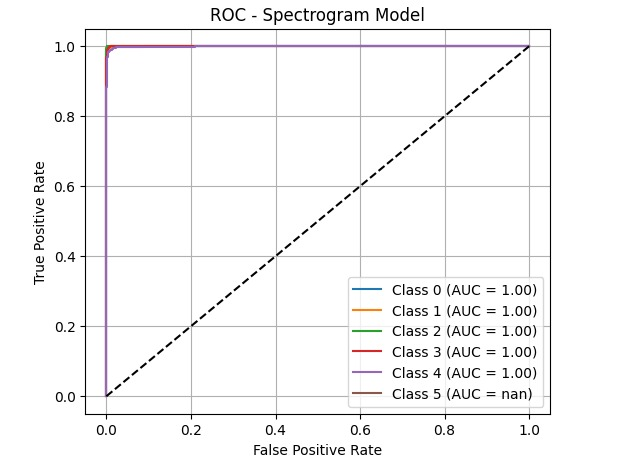 ROC - Spectrogram Model
1.0
0.8
0.6
0.4
0.2
0.0
True Positive Rate
Class 0 (AUC = 1.00)
Class 1 (AUC = 1.00)
Class 2 (AUC = 1.00)
Class 3 (AUC = 1.00)
Class 4 (AUC = 1.00)
Class 5 (AUC = nan)
0.0 0.2 0.4 0.6 0.8 1.0
False Positive Rate